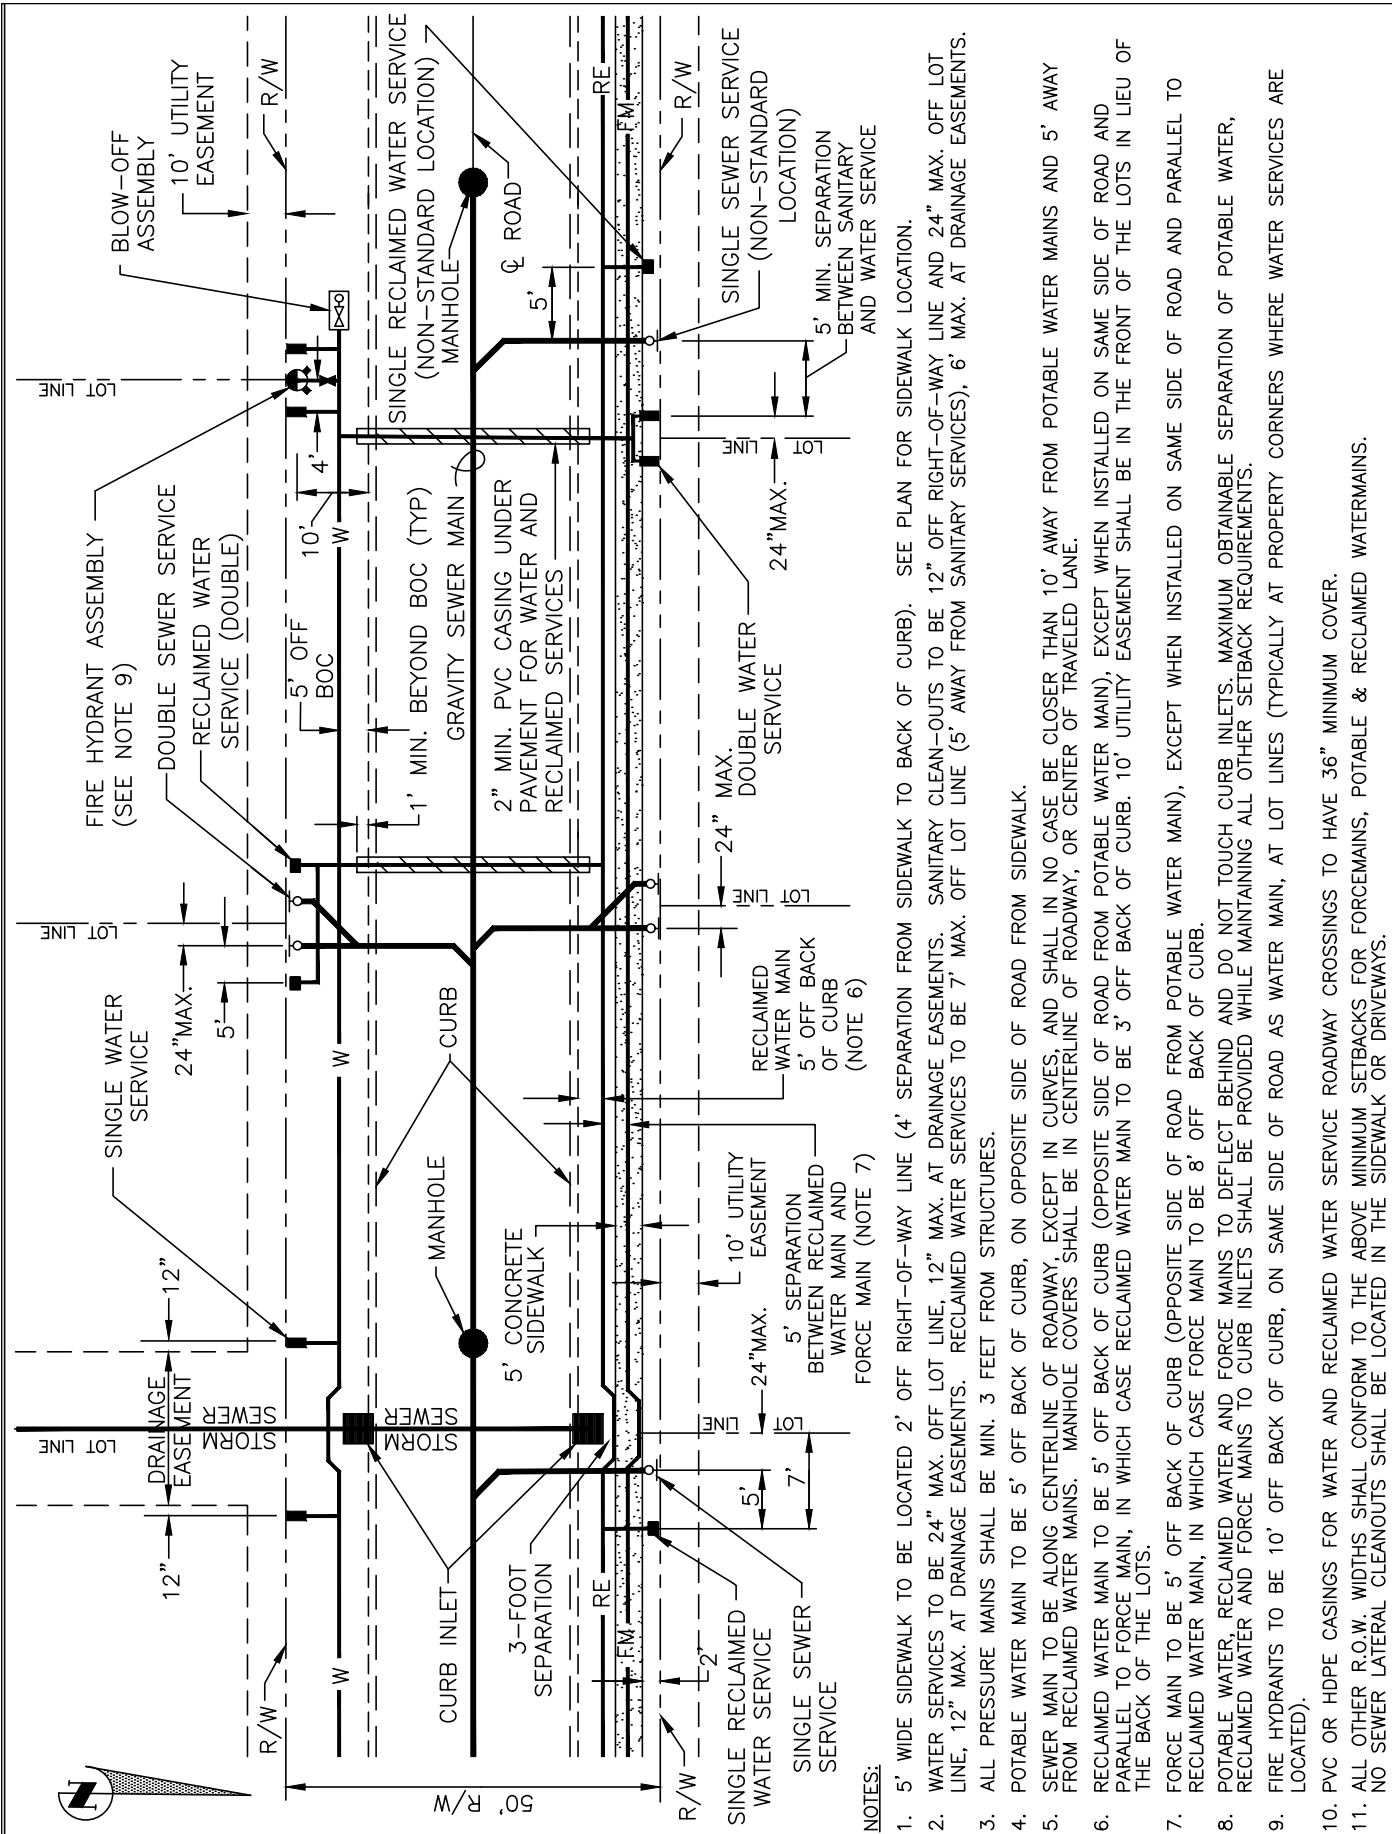 N
R/W
50' R/W
R/W
12"
DRAINAGE
EASEMENT
12"
LOT LINE
STORM
SEWER
STORM
SEWER
SINGLE WATER
SERVICE
24"MAX.
5'
LOT LINE
FIRE HYDRANT ASSEMBLY
(SEE NOTE 9)
DOUBLE SEWER SERVICE
RECLAIMED WATER
SERVICE (DOUBLE)
5' OFF
BOC
10'
4'
LOT LINE
BLOW-OFF
ASSEMBLY
10' UTILITY
EASEMENT
R/W
W
W
W
CURB INLET
3-FOOT
SEPARATION
MANHOLE
5' CONCRETE
SIDEWALK
CURB
1' MIN. BEYOND BOC (TYP)
GRAVITY SEWER MAIN
2" MIN. PVC CASING UNDER
PAVEMENT FOR WATER AND
RECLAIMED SERVICES
SINGLE RECLAIMED WATER SERVICE
(NON-STANDARD LOCATION)
MANHOLE
CL ROAD
5'
RE
FM
RE
FM
2'
SINGLE RECLAIMED
WATER SERVICE
SINGLE SEWER
SERVICE
5'
7'
24"MAX.
LOT
LINE
10' UTILITY
EASEMENT
5' SEPARATION
BETWEEN RECLAIMED
WATER MAIN AND
FORCE MAIN (NOTE 7)
RECLAIMED
WATER MAIN
5' OFF BACK
OF CURB
(NOTE 6)
24" MAX.
LOT LINE
DOUBLE WATER
SERVICE
24"MAX.
LOT LINE
SINGLE SEWER SERVICE
(NON-STANDARD
LOCATION)
5' MIN. SEPARATION
BETWEEN SANITARY
AND WATER SERVICE
R/W
NOTES:
1. 5' WIDE SIDEWALK TO BE LOCATED 2' OFF RIGHT-OF-WAY LINE (4' SEPARATION FROM SIDEWALK TO BACK OF CURB). SEE PLAN FOR SIDEWALK LOCATION.
2. WATER SERVICES TO BE 24" MAX. OFF LOT LINE, 12" MAX. AT DRAINAGE EASEMENTS. SANITARY CLEAN-OUTS TO BE 12" OFF RIGHT-OF-WAY LINE AND 24" MAX. OFF LOT
LINE, 12" MAX. AT DRAINAGE EASEMENTS. RECLAIMED WATER SERVICES TO BE 7' MAX. OFF LOT LINE (5' AWAY FROM SANITARY SERVICES), 6' MAX. AT DRAINAGE EASEMENTS.
3. ALL PRESSURE MAINS SHALL BE MIN. 3 FEET FROM STRUCTURES.
4. POTABLE WATER MAIN TO BE 5' OFF BACK OF CURB, ON OPPOSITE SIDE OF ROAD FROM SIDEWALK.
5. SEWER MAIN TO BE ALONG CENTERLINE OF ROADWAY, EXCEPT IN CURVES, AND SHALL IN NO CASE BE CLOSER THAN 10' AWAY FROM POTABLE WATER MAINS AND 5' AWAY
FROM RECLAIMED WATER MAINS. MANHOLE COVERS SHALL BE IN CENTERLINE OF ROADWAY, OR CENTER OF TRAVELED LANE.
6. RECLAIMED WATER MAIN TO BE 5' OFF BACK OF CURB (OPPOSITE SIDE OF ROAD FROM POTABLE WATER MAIN), EXCEPT WHEN INSTALLED ON SAME SIDE OF ROAD AND
PARALLEL TO FORCE MAIN, IN WHICH CASE RECLAIMED WATER MAIN TO BE 3' OFF BACK OF CURB. 10' UTILITY EASEMENT SHALL BE IN THE FRONT OF THE LOTS IN LIEU OF
THE BACK OF THE LOTS.
7. FORCE MAIN TO BE 5' OFF BACK OF CURB (OPPOSITE SIDE OF ROAD FROM POTABLE WATER MAIN), EXCEPT WHEN INSTALLED ON SAME SIDE OF ROAD AND PARALLEL TO
RECLAIMED WATER MAIN, IN WHICH CASE FORCE MAIN TO BE 8' OFF BACK OF CURB.
8. POTABLE WATER, RECLAIMED WATER AND FORCE MAINS TO DEFLECT BEHIND AND DO NOT TOUCH CURB INLETS. MAXIMUM OBTAINABLE SEPARATION OF POTABLE WATER,
RECLAIMED WATER AND FORCE MAINS TO CURB INLETS SHALL BE PROVIDED WHILE MAINTAINING ALL OTHER SETBACK REQUIREMENTS.
9. FIRE HYDRANTS TO BE 10' OFF BACK OF CURB, ON SAME SIDE OF ROAD AS WATER MAIN, AT LOT LINES (TYPICALLY AT PROPERTY CORNERS WHERE WATER SERVICES ARE
LOCATED).
10. PVC OR HDPE CASINGS FOR WATER AND RECLAIMED WATER SERVICE ROADWAY CROSSINGS TO HAVE 36" MINIMUM COVER.
11. ALL OTHER R.O.W. WIDTHS SHALL CONFORM TO THE ABOVE MINIMUM SETBACKS FOR FORCEMAINS, POTABLE & RECLAIMED WATERMAINS.
NO SEWER LATERAL CLEANOUTS SHALL BE LOCATED IN THE SIDEWALK OR DRIVEWAYS.